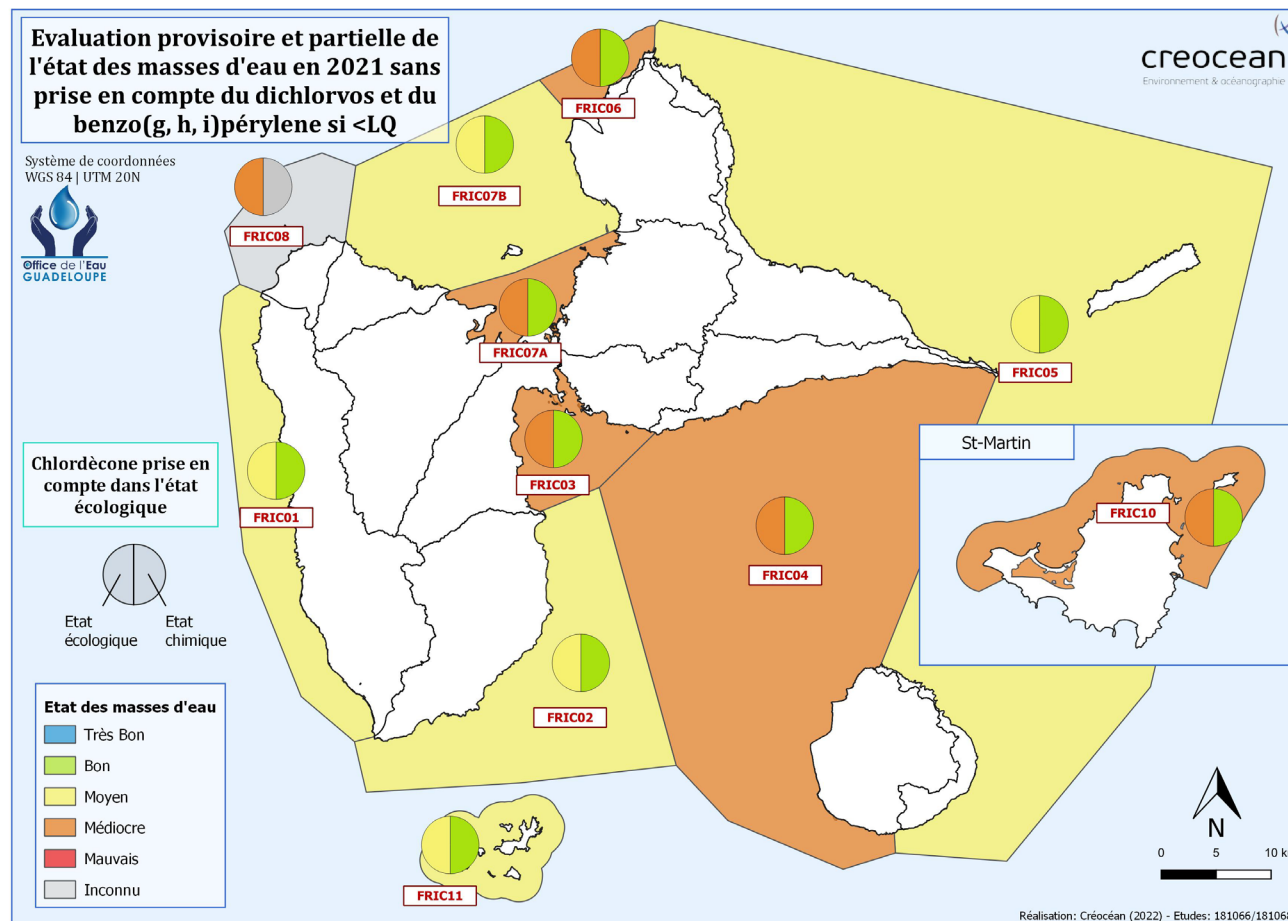 Evaluation provisoire et partielle de
l'état des masses d'eau en 2021 sans
prise en compte du dichlorvos et du
benzo(g, h, i)pérylene si <LQ
creocean
Environnement & océanographie
Système de coordonnées
WGS 84 | UTM 20N
Office de l'Eau
GUADELOUPE
FRIC06
FRIC07B
FRIC08
FRIC07A
FRIC05
St-Martin
FRIC10
Chlordècone prise en
compte dans l'état
écologique
FRIC01
FRIC03
FRIC04
FRIC02
FRIC11
Etat
écologique
Etat
chimique
Etat des masses d'eau
Très Bon
Bon
Moyen
Médiocre
Mauvais
Inconnu
N
0 5 10 k
Réalisation: Créocéan (2022) - Etudes: 181066/18106